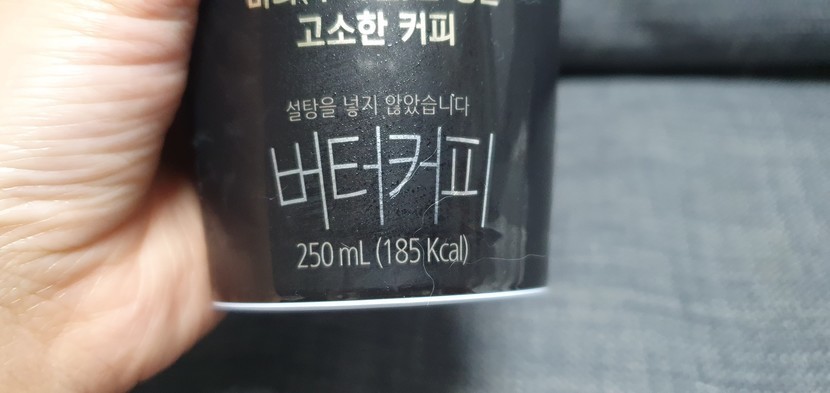 고소한 커피
설탕을 넣지 않았습니다
버터커피
250 mL (185 Kcal)